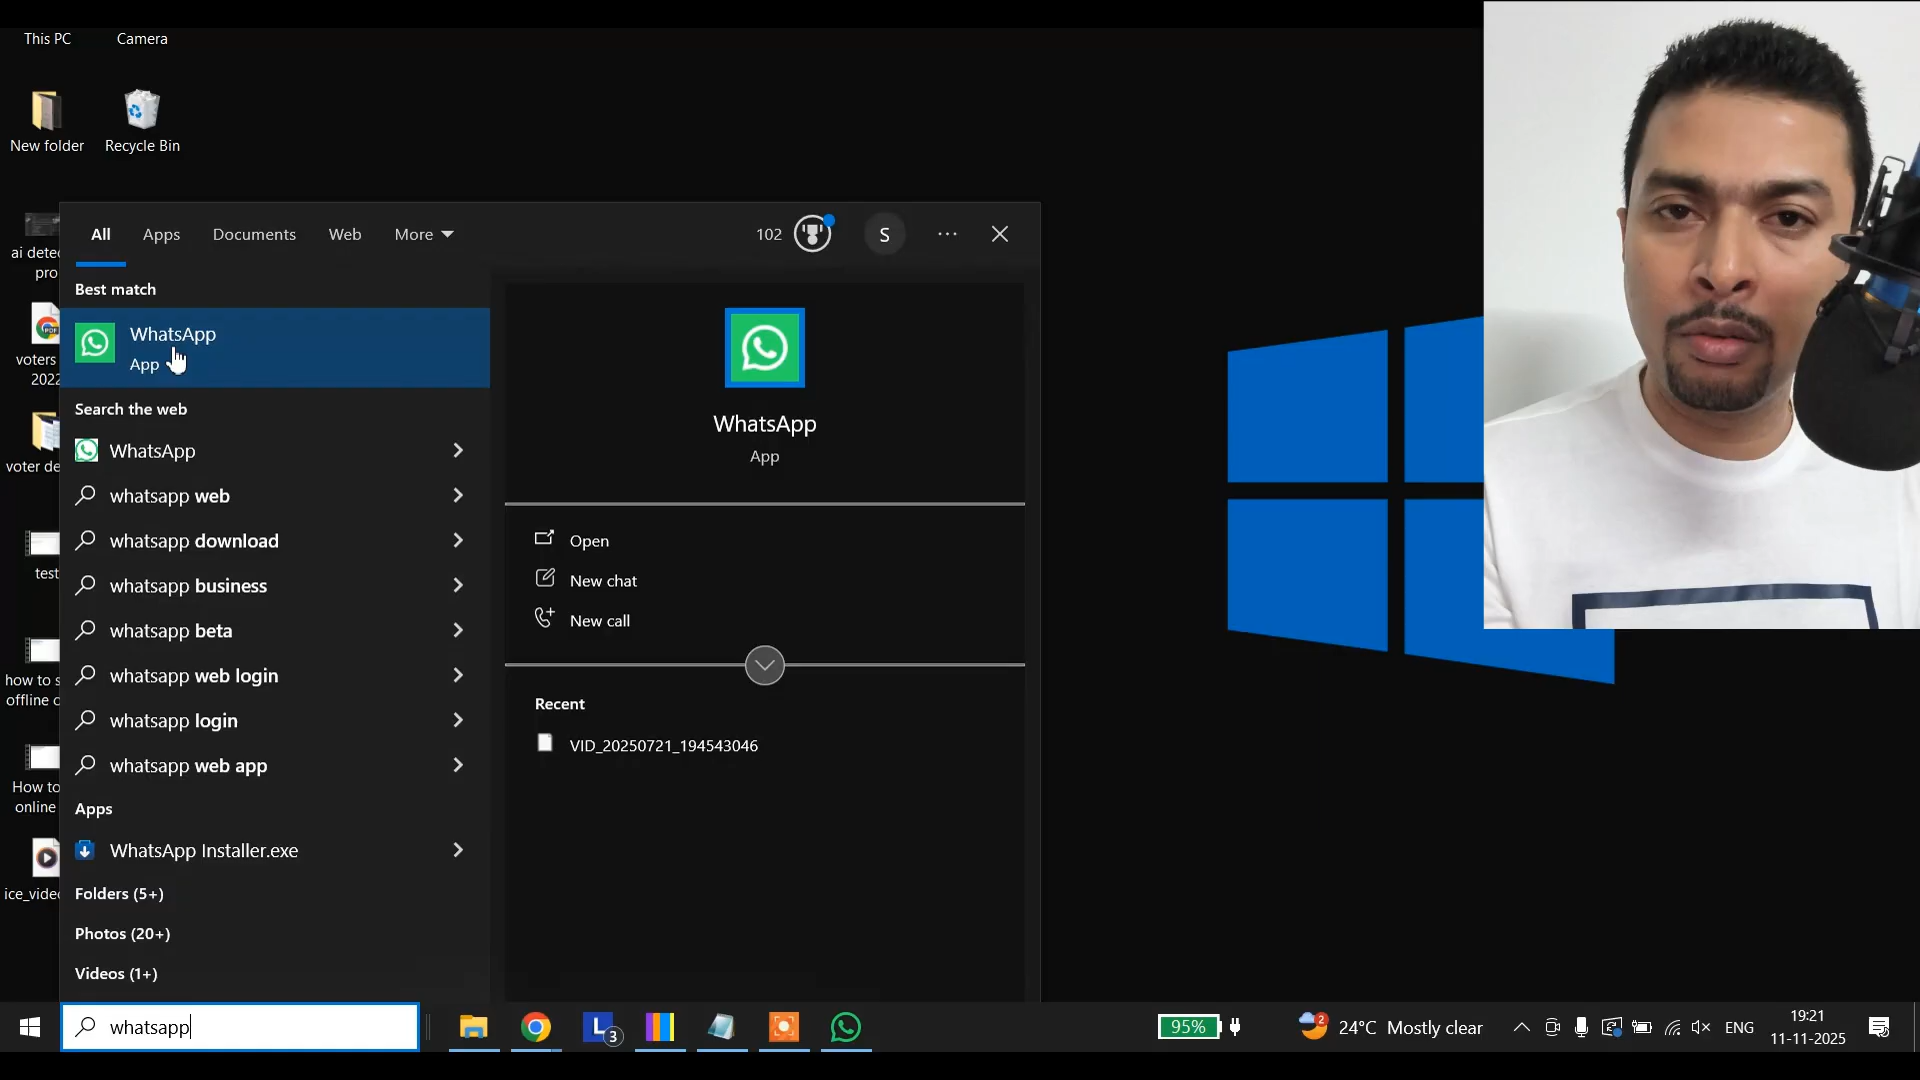 This PC
Camera
New folder
Recycle Bin
ai detec
pro
voters
2022
voter de
test
how to s
offline c
How to
online
ice_video
All
Apps
Documents
Web
More
102
S
Best match
WhatsApp
App
Search the web
WhatsApp
whatsapp web
whatsapp download
whatsapp business
whatsapp beta
whatsapp web login
whatsapp login
whatsapp web app
Apps
WhatsApp Installer.exe
Folders (5+)
Photos (20+)
Videos (1+)
WhatsApp
App
Open
New chat
New call
Recent
VID_20250721_194543046
whatsapp
L
3
95%
2
24°C Mostly clear
ENG
19:21
11-11-2025